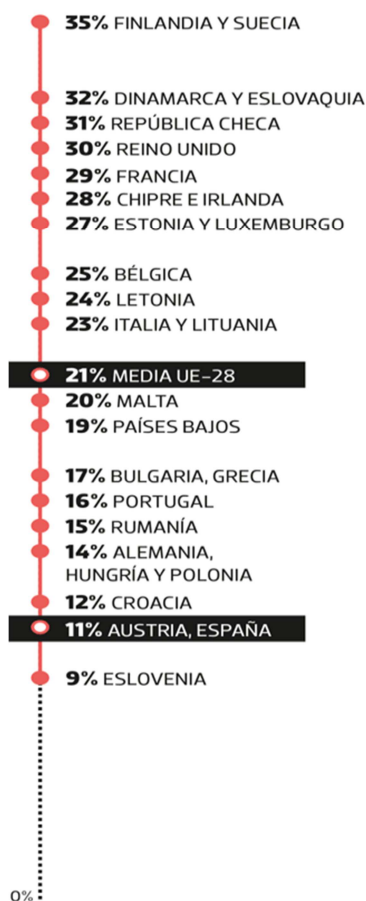 35% FINLANDIA Y SUECIA
32% DINAMARCA Y ESLOVAQUIA
31% REPÚBLICA CHECA
30% REINO UNIDO
29% FRANCIA
28% CHIPRE E IRLANDA
27% ESTONIA Y LUXEMBURGO
25% BÉLGICA
24% LETONIA
23% ITALIA Y LITUANIA
21% MEDIA UE-28
20% MALTA
19% PAÍSES BAJOS
17% BULGARIA, GRECIA
16% PORTUGAL
15% RUMANÍA
14% ALEMANIA,
HUNGRÍA Y POLONIA
12% CROACIA
11% AUSTRIA, ESPAÑA
9% ESLOVENIA
0%